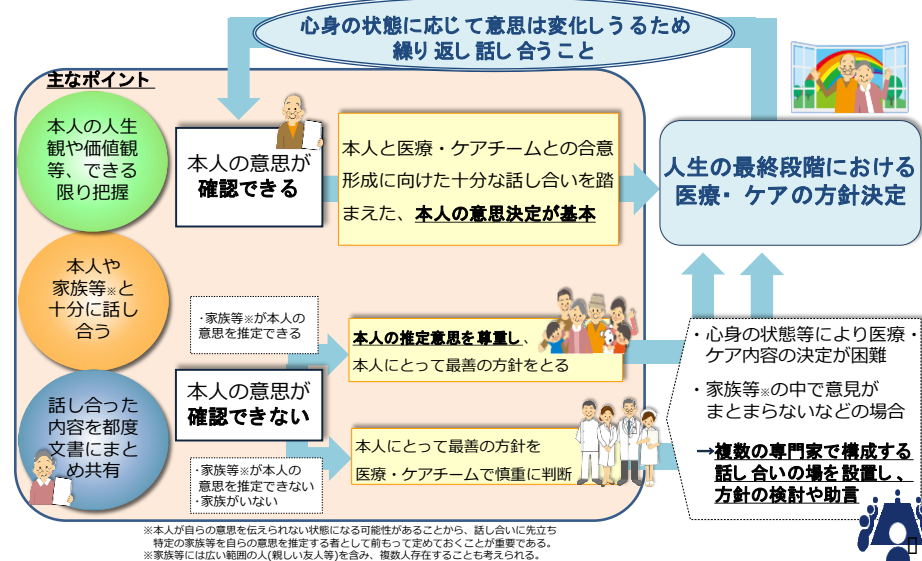 心身の状態に応じて意思は変化しうるため
繰り返し話し合うこと
主なポイント
本人の人生
観や価値観
等、できる
限り把握
本人や
家族等※と
十分に話し
合う
話し合った
内容を都度
文書にまと
め共有
本人の意思が
確認できる
本人と医療・ケアチームとの合意
形成に向けた十分な話し合いを踏
まえた、本人の意思決定が基本
人生の最終段階における
医療・ ケアの方針決定
・家族等※が本人の
意思を推定できる
本人の推定意思を尊重し、
本人にとって最善の方針をとる
本人の意思が
確認できない
・家族等※が本人の
意思を推定できない
・家族がいない
本人にとって最善の方針を
医療・ケアチームで慎重に判断
・心身の状態等により医療・
ケア内容の決定が困難
・家族等※の中で意見が
まとまらないなどの場合
→複数の専門家で構成する
話し合いの場を設置し、
方針の検討や助言
※本人が自らの意思を伝えられない状態になる可能性があることから、話し合いに先立ち
特定の家族等を自らの意思を推定する者として前もって定めておくことが重要である。
※家族等には広い範囲の人(親しい友人等)を含み、複数人存在することも考えられる。